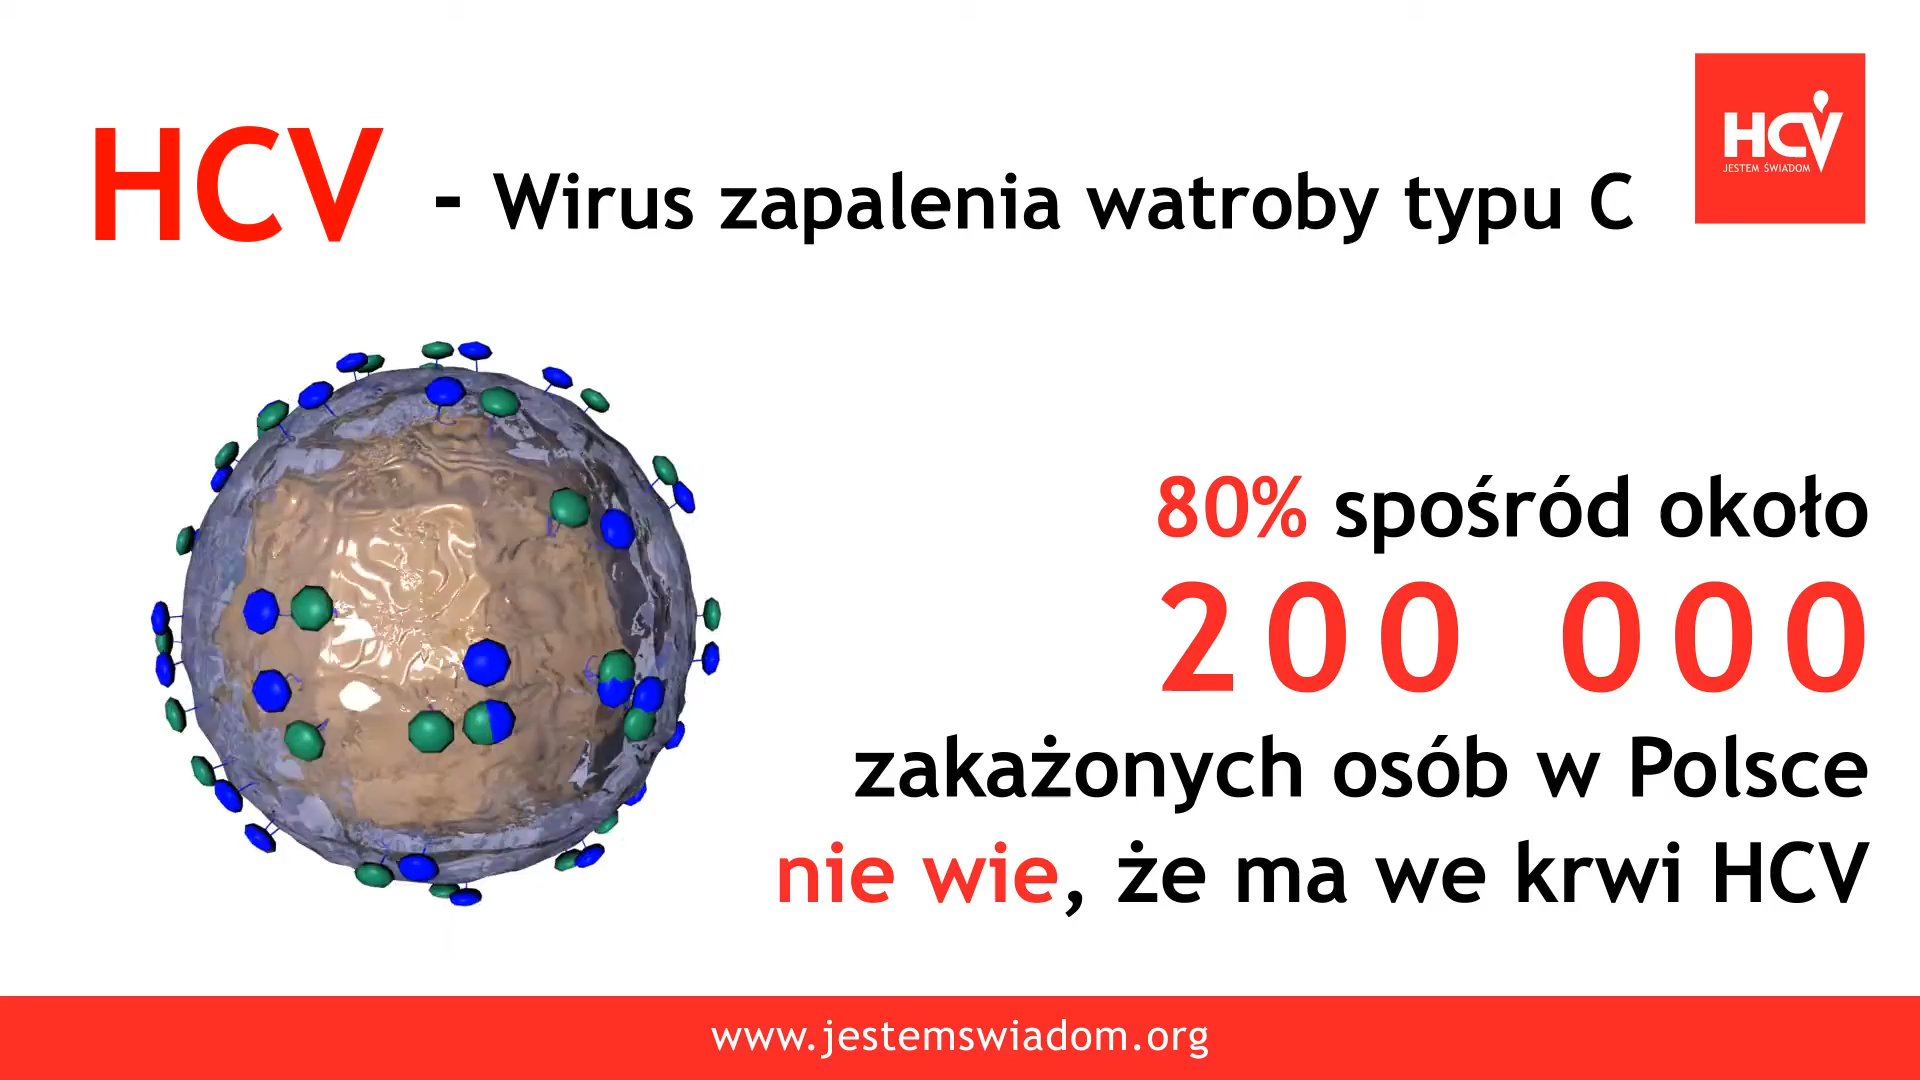 HCV - Wirus zapalenia watroby typu C
HCV
JESTEM ŚWIADOM
80% spośród około
200 000
zakażonych osób w Polsce
nie wie, że ma we krwi HCV
www.jestemswiadom.org